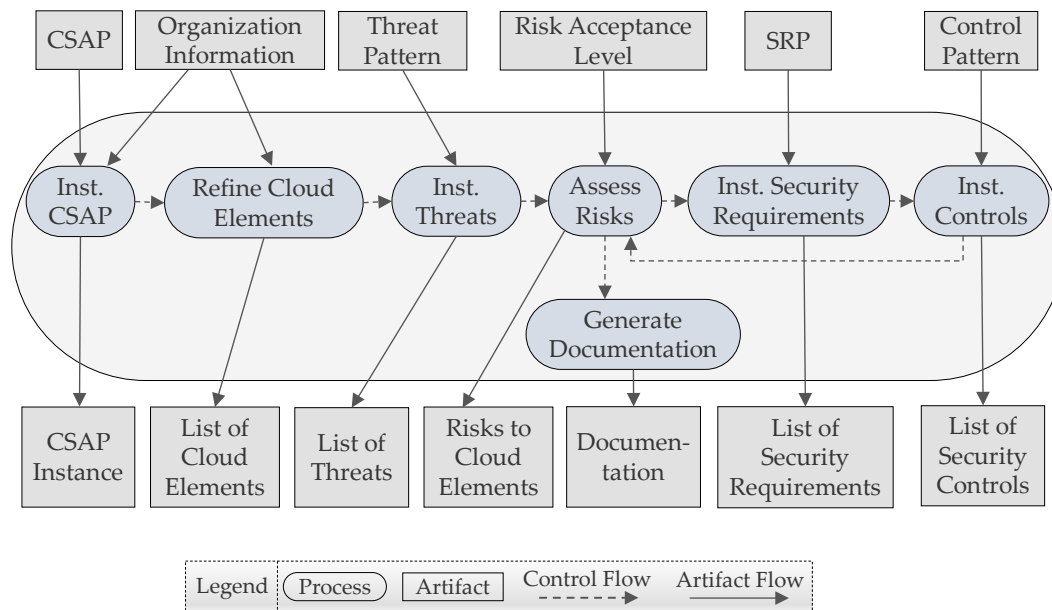 CSAP
Organization
Information
Threat
Pattern
Risk Acceptance
Level
SRP
Control
Pattern
Inst.
CSAP
Refine Cloud
Elements
Inst.
Threats
Assess
Risks
Inst. Security
Requirements
Inst.
Controls
Generate
Documentation
CSAP
Instance
List of
Cloud
Elements
List of
Threats
Risks to
Cloud
Elements
Documen-
tation
List of
Security
Requirements
List of
Security
Controls
Legend
Process
Artifact
Control Flow
Artifact Flow